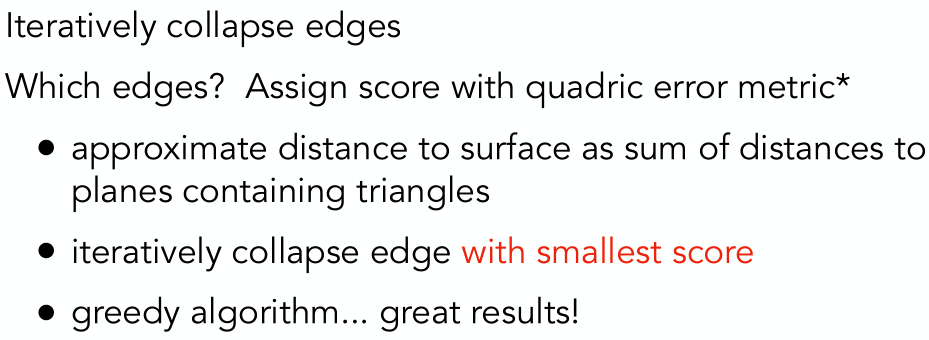 Iteratively collapse edges
Which edges? Assign score with quadric error metric*
• approximate distance to surface as sum of distances to
planes containing triangles
• iteratively collapse edge with smallest score
• greedy algorithm... great results!